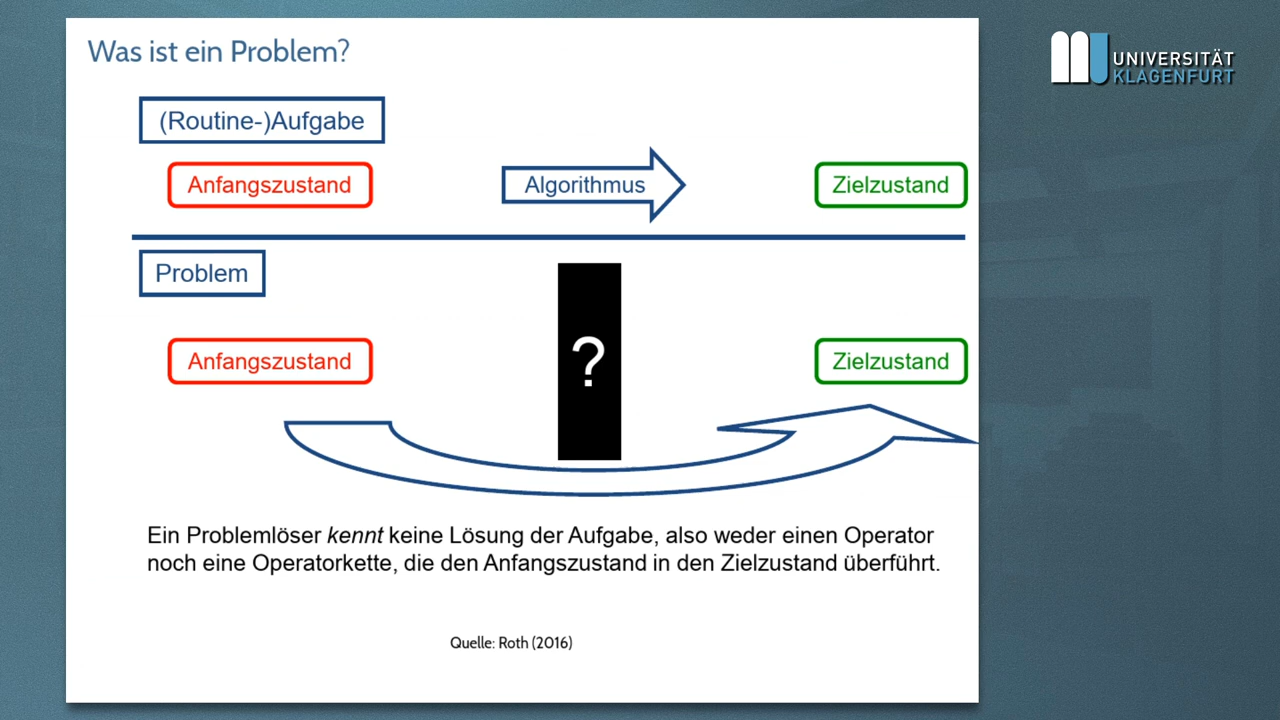 Was ist ein Problem?
UNIVERSITÄT
KLAGENFURT
(Routine-)Aufgabe
Anfangszustand
Algorithmus
Zielzustand
Problem
?
Anfangszustand
Zielzustand
Ein Problemlöser kennt keine Lösung der Aufgabe, also weder einen Operator
noch eine Operatorkette, die den Anfangszustand in den Zielzustand überführt.
Quelle: Roth (2016)